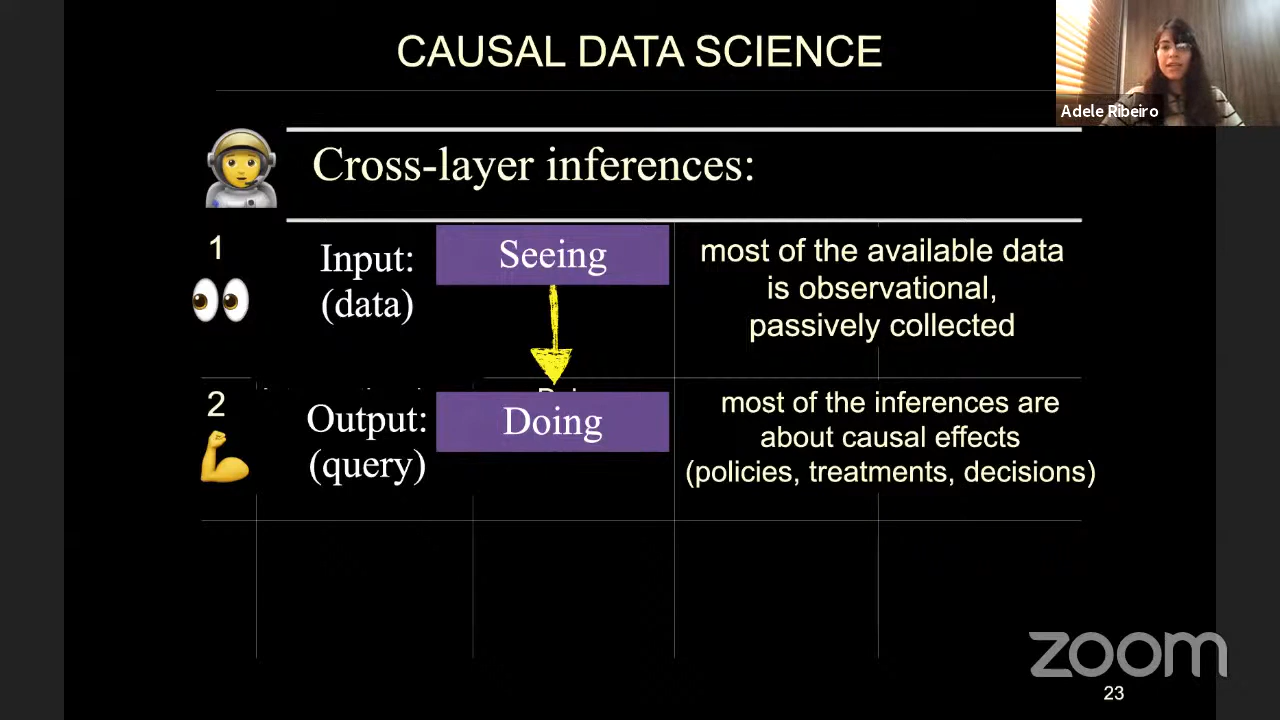 CAUSAL DATA SCIENCE
Adele Ribeiro
Cross-layer inferences:
1
Input:
(data)
Seeing
most of the available data
is observational,
passively collected
2
Output:
(query)
Doing
most of the inferences are
about causal effects
(policies, treatments, decisions)
zoom
23